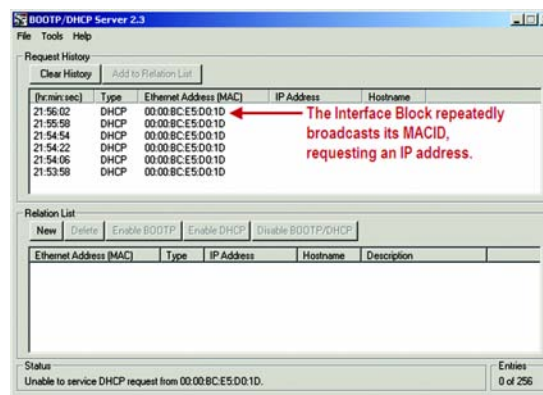 BOOTP/DHCP Server 2.3
File Tools Help
Request History
Clear History Add to Relation List
(hr:min:sec) Type Ethernet Address (MAC) IP Address Hostname
21:56:02 DHCP 00:00:BC:E5:D0:1D
21:55:58 DHCP 00:00:BC:E5:D0:1D
21:54:54 DHCP 00:00:BC:E5:D0:1D
21:54:22 DHCP 00:00:BC:E5:D0:1D
21:54:06 DHCP 00:00:BC:E5:D0:1D
21:53:58 DHCP 00:00:BC:E5:D0:1D
The Interface Block repeatedly
broadcasts its MACID,
requesting an IP address.
Relation List
New Delete Enable BOOTP Enable DHCP Disable BOOTP/DHCP
Ethernet Address (MAC) Type IP Address Hostname Description
Status
Unable to service DHCP request from 00:00:BC:E5:D0:1D.
Entries
0 of 256